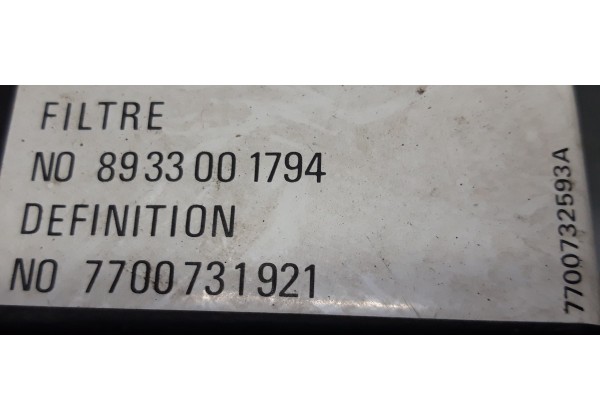 FILTRE
NO 8933 00 1794
DEFINITION
NO 7700731921
7700732593A